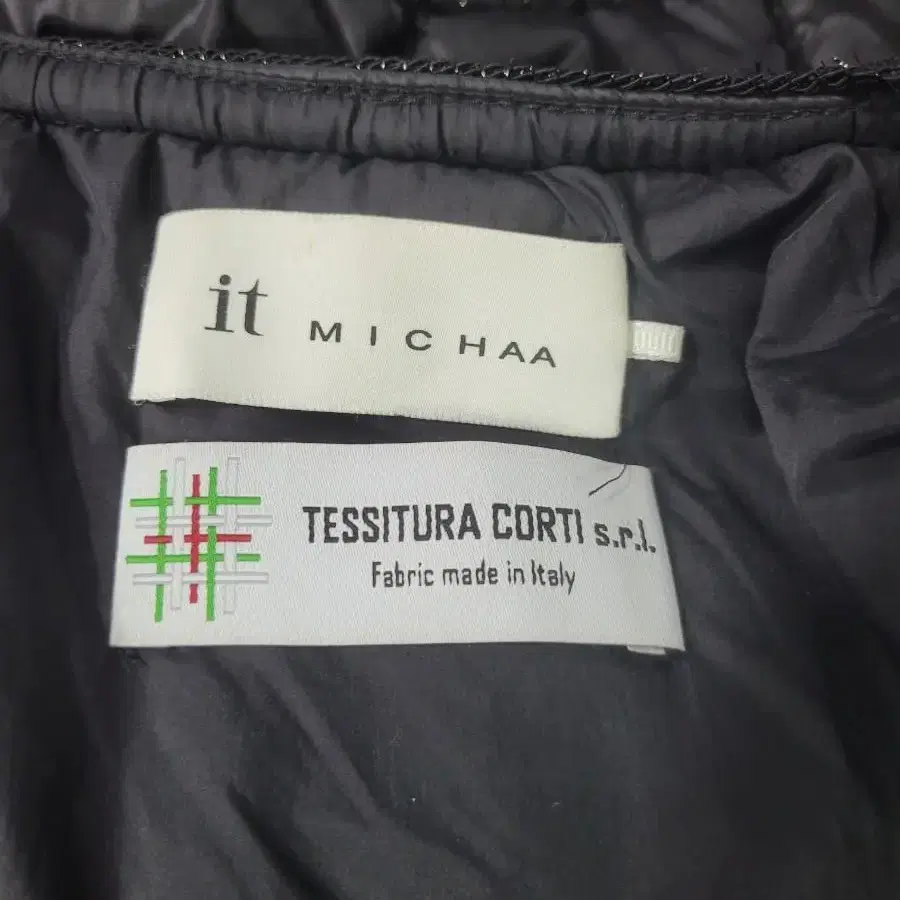 it MICHAA
TESSITURA CORTI s.r.l.
Fabric made in Italy